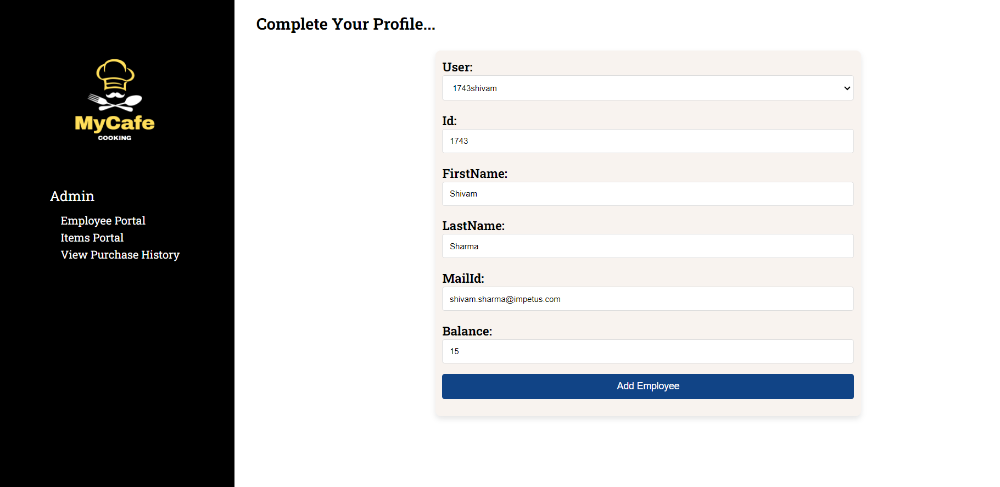 MyCafe
COOKING
Admin
Employee Portal
Items Portal
View Purchase History
Complete Your Profile...
User:
1743shivam
Id:
1743
FirstName:
Shivam
LastName:
Sharma
MailId:
shivam.sharma@impetus.com
Balance:
15
Add Employee